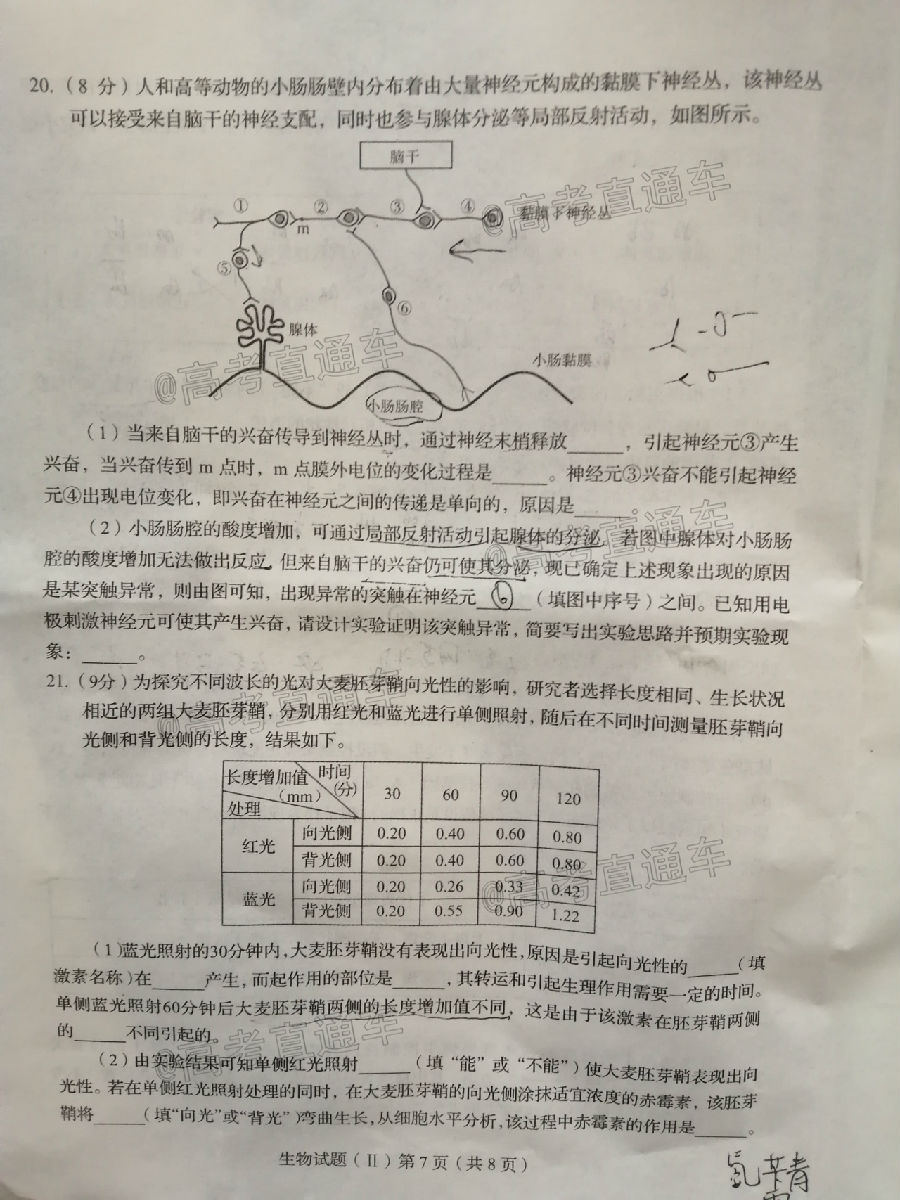 20.(8 分)人和高等动物的小肠肠壁内分布着由大量神经元构成的黏膜下神经丛，该神经丛
可以接受来自脑干的神经支配，同时也参与腺体分泌等局部反射活动，如图所示。
脑干
@高考直通车
① ② ③ ④ 黏膜下神经丛
m
⑤
⑥
腺体
@高考直通车
小肠黏膜
小肠肠腔
(1)当来自脑干的兴奋传导到神经丛时，通过神经末梢释放______，引起神经元③产生
兴奋，当兴奋传到 m 点时，m 点膜外电位的变化过程是______。神经元③兴奋不能引起神经
元④出现电位变化，即兴奋在神经元之间的传递是单向的，原因是______
@高考直通车
(2)小肠肠腔的酸度增加，可通过局部反射活动引起腺体的分泌。若图中腺体对小肠肠
腔的酸度增加无法做出反应，但来自脑干的兴奋仍可使其分泌，现已确定上述现象出现的原因
是某突触异常，则由图可知，出现异常的突触在神经元__⑥__(填图中序号)之间。已知用电
极刺激神经元可使其产生兴奋，请设计实验证明该突触异常，简要写出实验思路并预期实验现
象：______。
21.(9分)为探究不同波长的光对大麦胚芽鞘向光性的影响，研究者选择长度相同、生长状况
相近的两组大麦胚芽鞘，分别用红光和蓝光进行单侧照射，随后在不同时间测量胚芽鞘向
光侧和背光侧的长度，结果如下。
@高考直通车
长度增加值(mm) 时间(分) 处理 30 60 90 120
红光 向光侧 0.20 0.40 0.60 0.80
背光侧 0.20 0.40 0.60 0.80
蓝光 向光侧 0.20 0.26 0.33 0.42
背光侧 0.20 0.55 0.90 1.22
@高考直通车
(1)蓝光照射的30分钟内，大麦胚芽鞘没有表现出向光性，原因是引起向光性的______(填
激素名称)在______产生，而起作用的部位是______，其转运和引起生理作用需要一定的时间。
单侧蓝光照射60分钟后大麦胚芽鞘两侧的长度增加值不同，这是由于该激素在胚芽鞘两侧
的______不同引起的。
@高考直通车
(2)由实验结果可知单侧红光照射______(填“能”或“不能”)使大麦胚芽鞘表现出向
光性。若在单侧红光照射处理的同时，在大麦胚芽鞘的向光侧涂抹适宜浓度的赤霉素，该胚芽
鞘将______(填“向光”或“背光”)弯曲生长，从细胞水平分析，该过程中赤霉素的作用是______。
生物试题(Ⅱ)第7页(共8页)